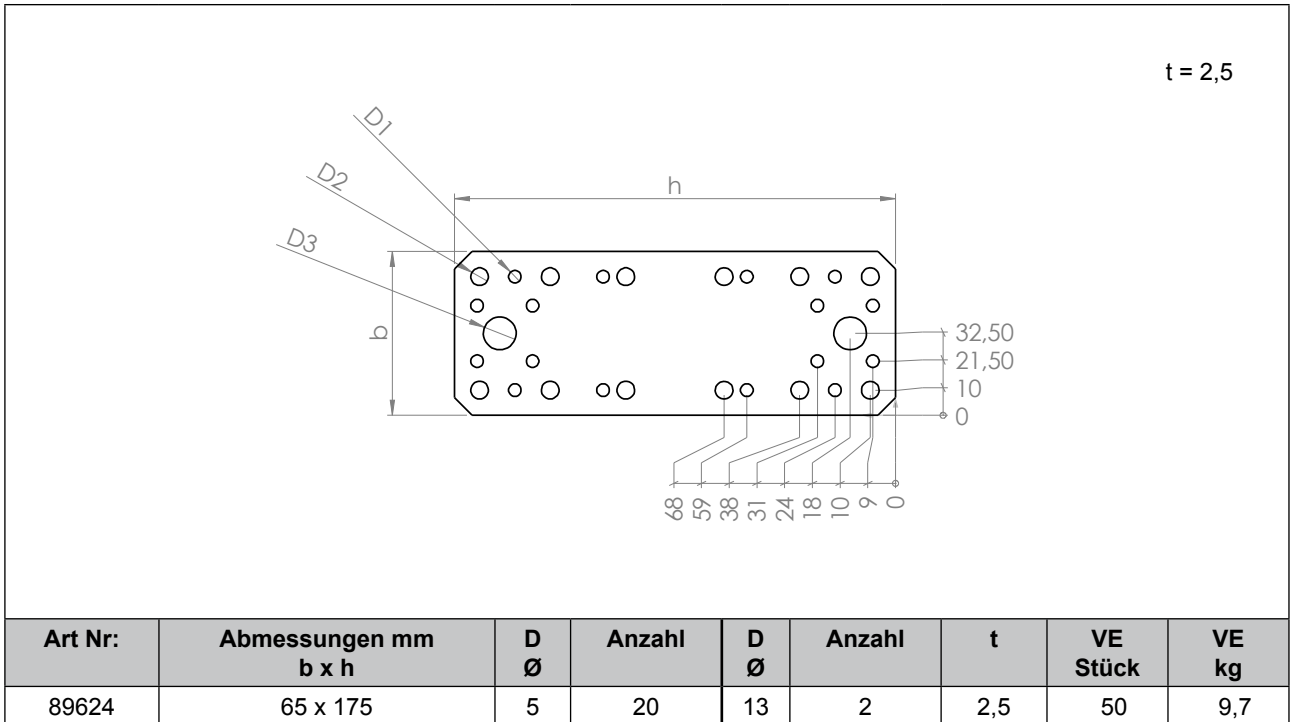 t = 2,5
D1
D2
D3
h
b
32,50
21,50
10
0
68
59
38
31
24
18
10
9
0
Art Nr: Abmessungen mm b x h D Ø Anzahl D Ø Anzahl t VE Stück VE kg
89624 65 x 175 5 20 13 2 2,5 50 9,7